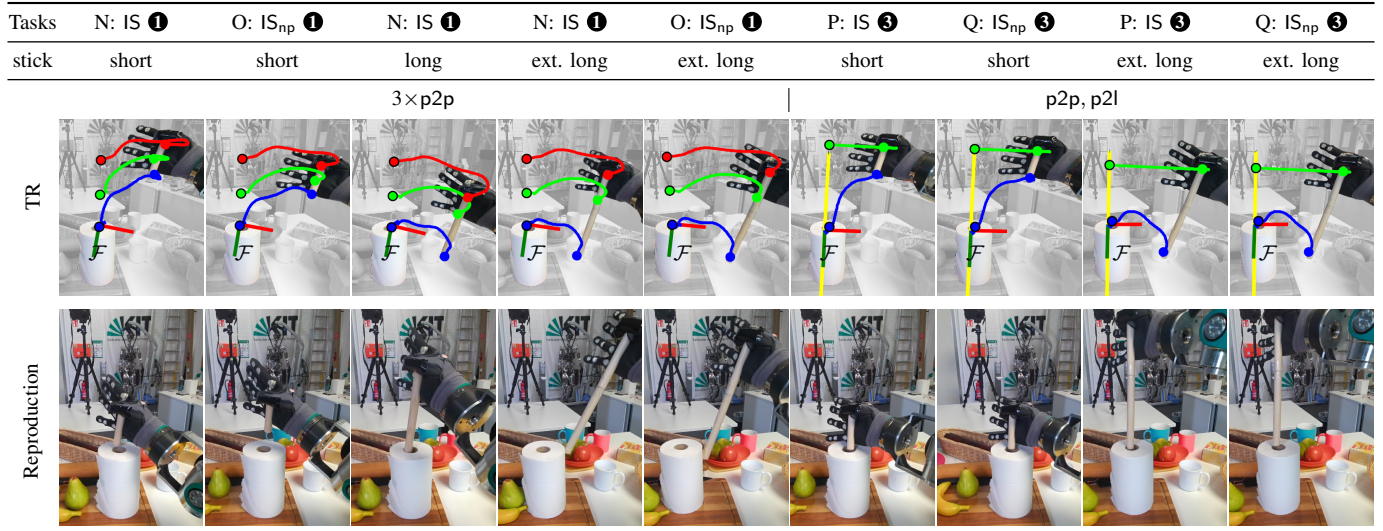 Tasks N: IS ❶ O: ISnp ❶ N: IS ❶ N: IS ❶ O: ISnp ❶ P: IS ❸ Q: ISnp ❸ P: IS ❸ Q: ISnp ❸
stick short short long ext. long ext. long short short ext. long ext. long
3×p2p p2p, p2l
TR
F F F F F F F F F
Reproduction
KIT KIT